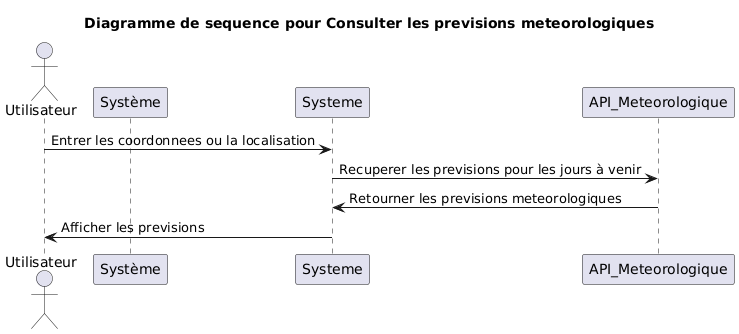 Diagramme de sequence pour Consulter les previsions meteorologiques
Utilisateur
Système
Systeme
API_Meteorologique
Entrer les coordonnees ou la localisation
Recuperer les previsions pour les jours à venir
Retourner les previsions meteorologiques
Afficher les previsions
Utilisateur
Système
Systeme
API_Meteorologique